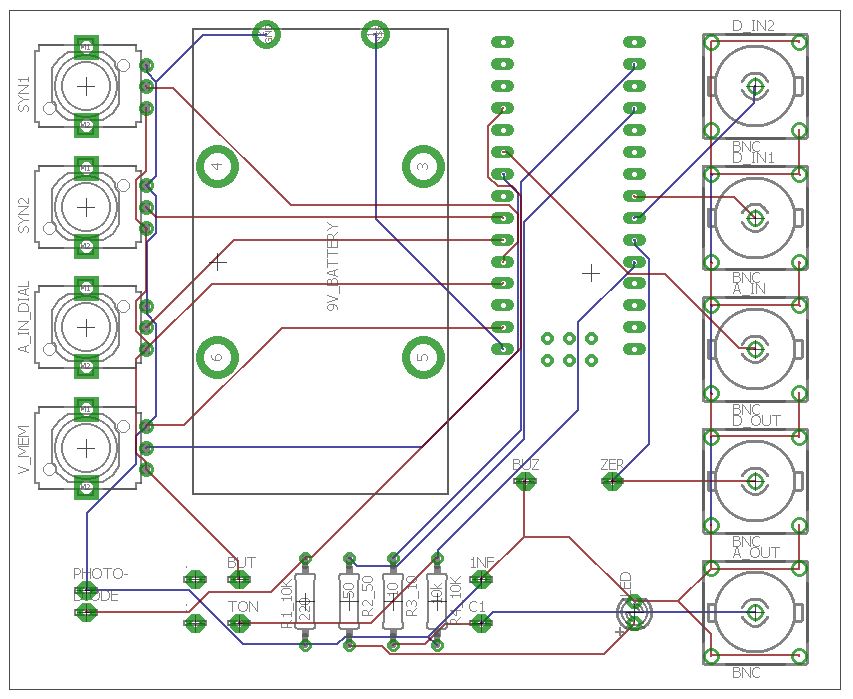 D_IN2
SYN1
4
3
BNC
D_IN1
SYN2
9V_BATTERY
BNC
A_IN
A_IN_DIAL
6
5
BNC
D_OUT
V_MEM
BUZ
ZER
BNC
A_OUT
PHOTO-
DIODE
BUT
TON
R1_10K
220
50
R2_50
10
R3_10
10k
R4_10K
1NF
C1
LED
+
BNC